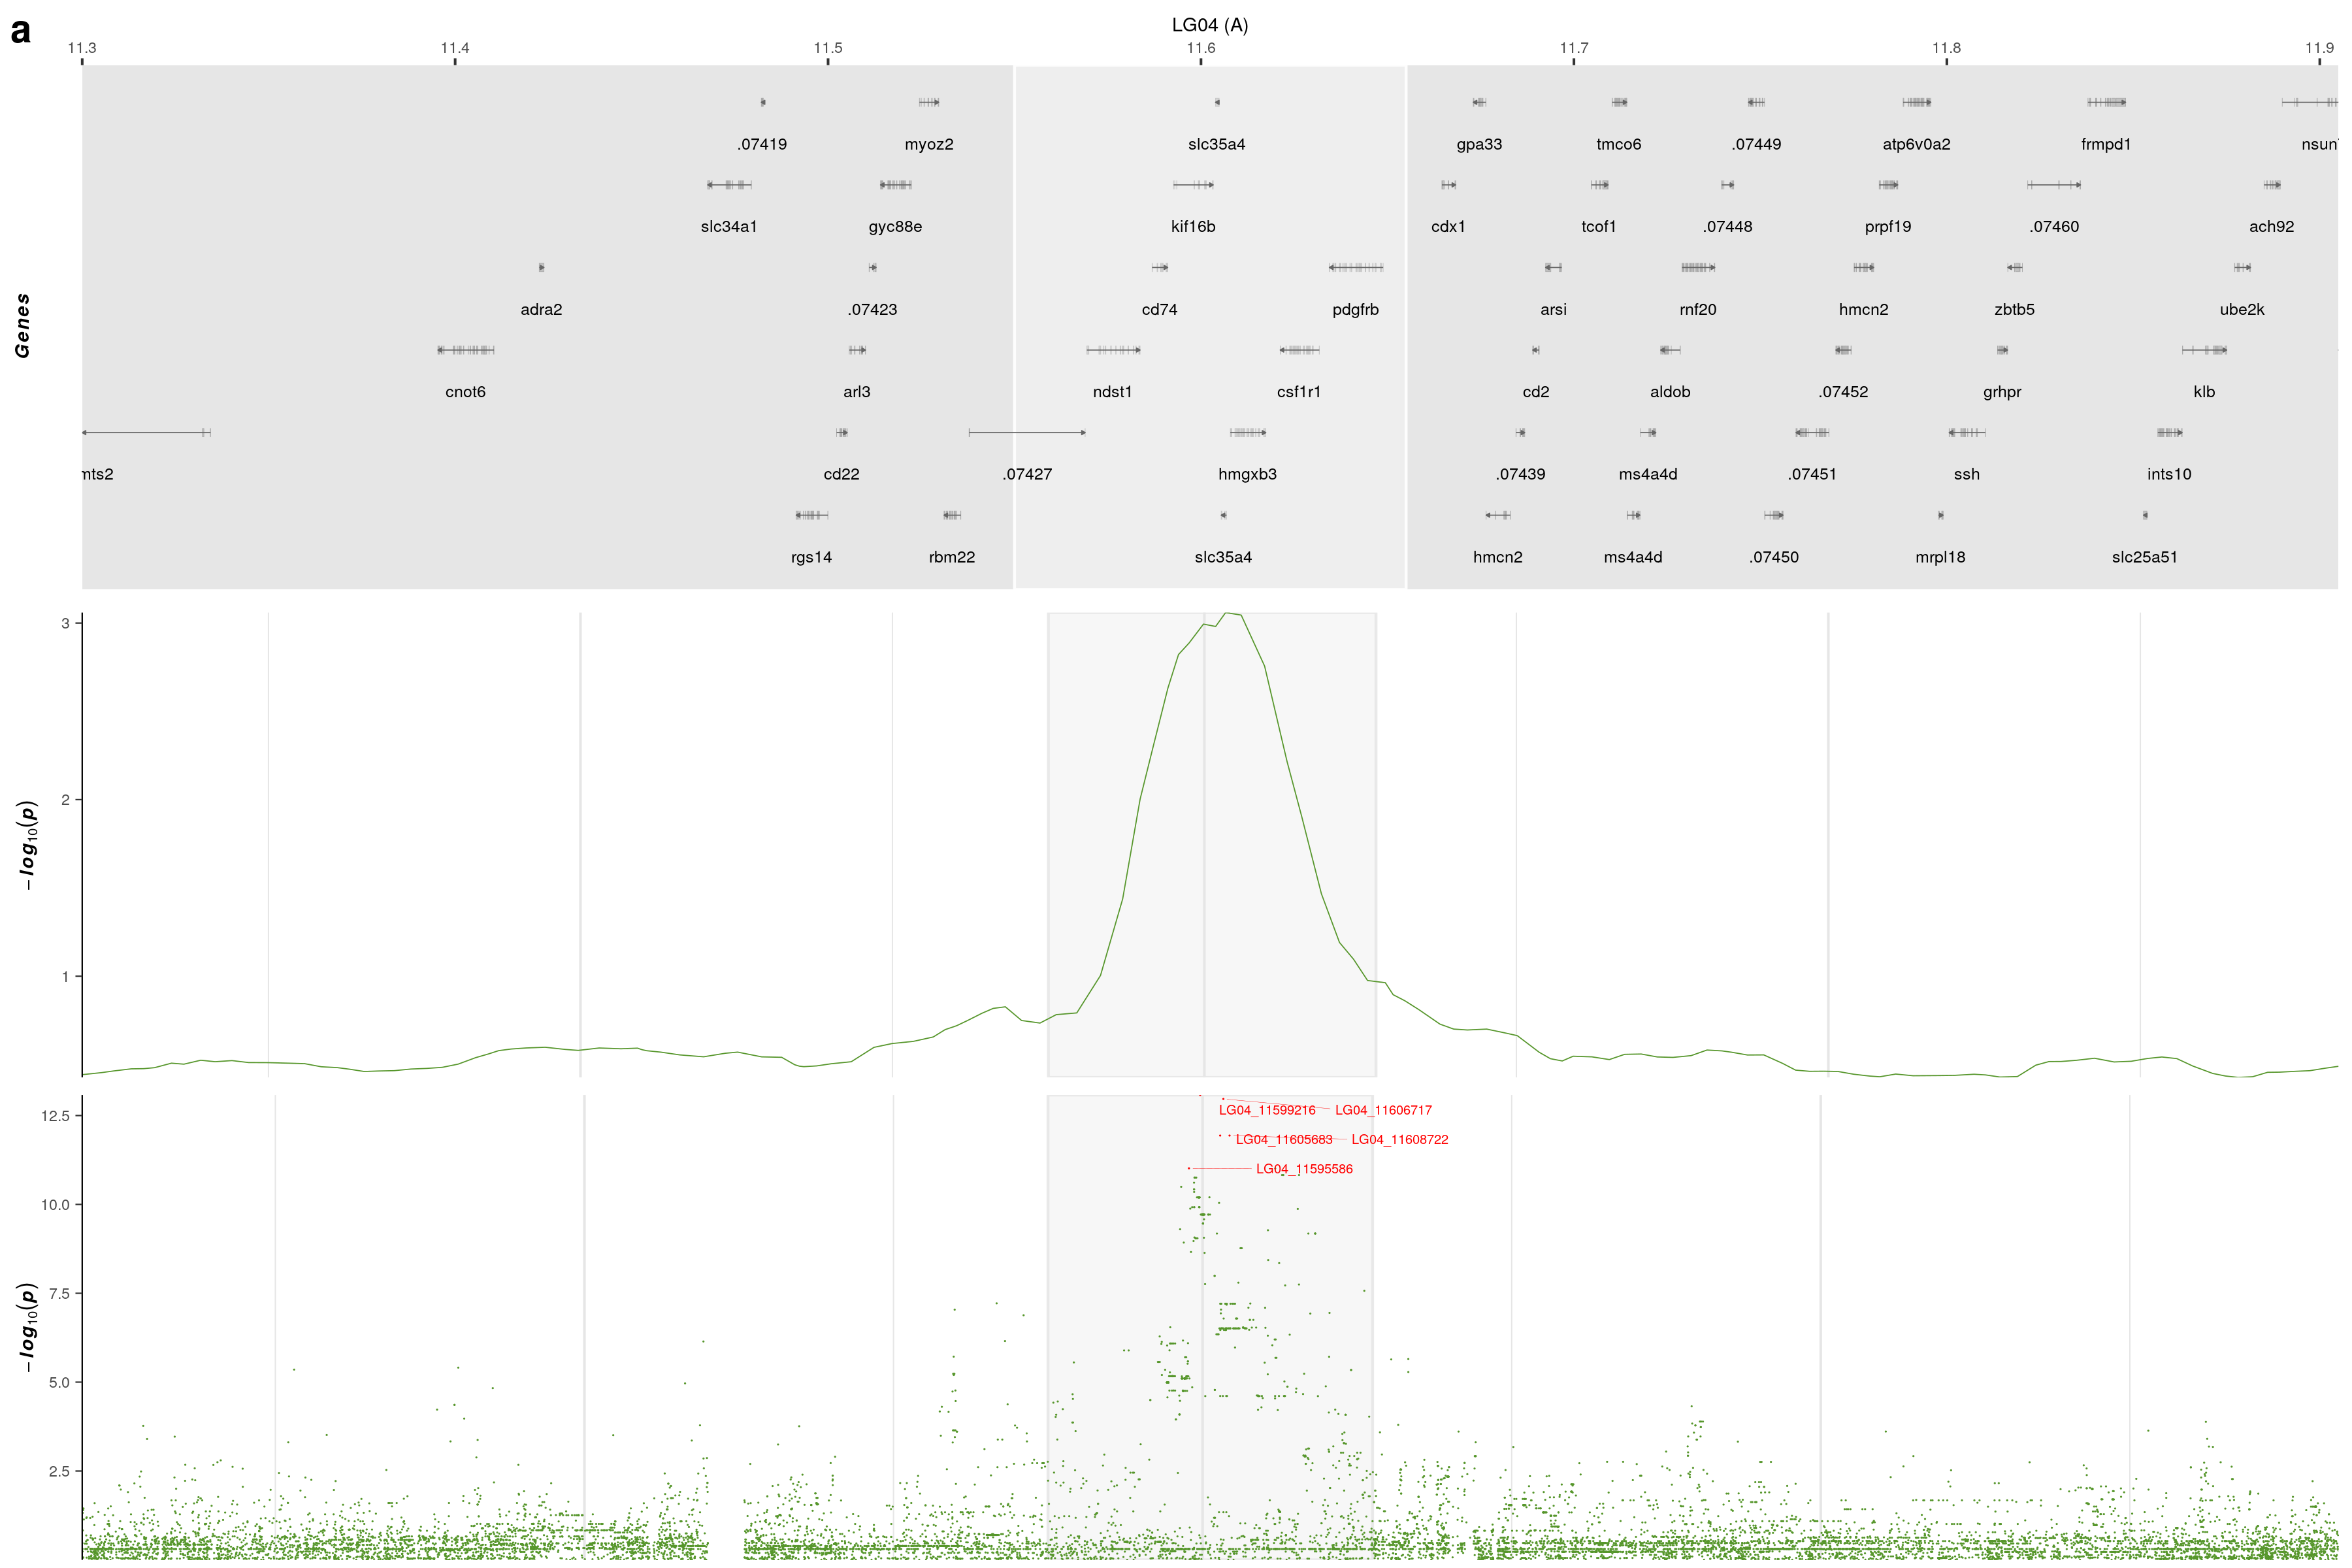 a
LG04 (A)
11.3 11.4 11.5 11.6 11.7 11.8 11.9
Genes
.07419 myoz2 slc35a4 gpa33 tmco6 .07449 atp6v0a2 frmpd1 nsun
slc34a1 gyc88e kif16b cdx1 tcof1 .07448 prpf19 .07460 ach92
adra2 .07423 cd74 pdgfrb arsi rnf20 hmcn2 zbtb5 ube2k
cnot6 arl3 ndst1 csf1r1 cd2 aldob .07452 grhpr klb
mts2 cd22 .07427 hmgxb3 .07439 ms4a4d .07451 ssh ints10
rgs14 rbm22 slc35a4 hmcn2 ms4a4d .07450 mrpl18 slc25a51
−log10(p)
3
2
1
−log10(p)
12.5
10.0
7.5
5.0
2.5
LG04_11599216 LG04_11606717
LG04_11605683 LG04_11608722
LG04_11595586